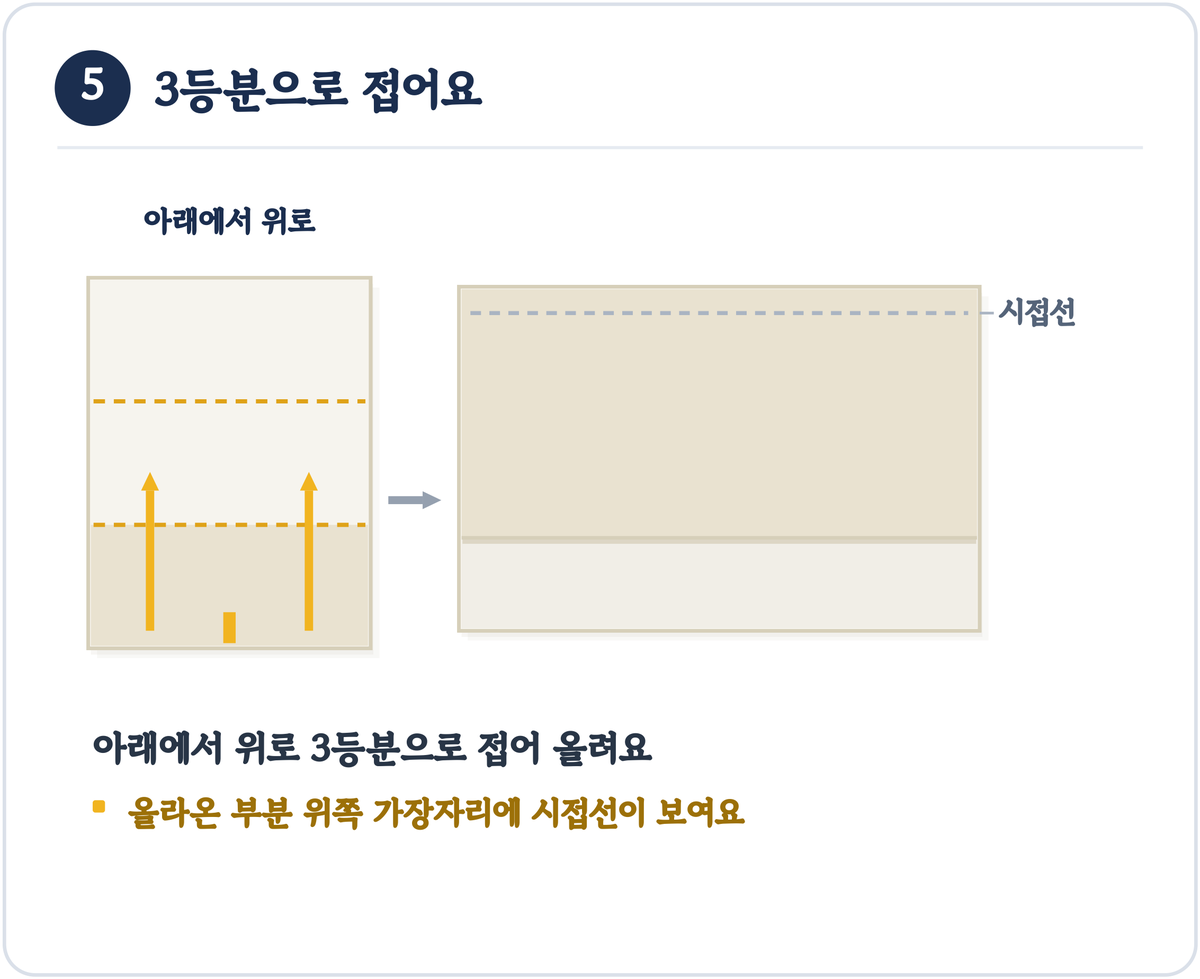 5 3등분으로 접어요
아래에서 위로
시접선
아래에서 위로 3등분으로 접어 올려요
올라온 부분 위쪽 가장자리에 시접선이 보여요